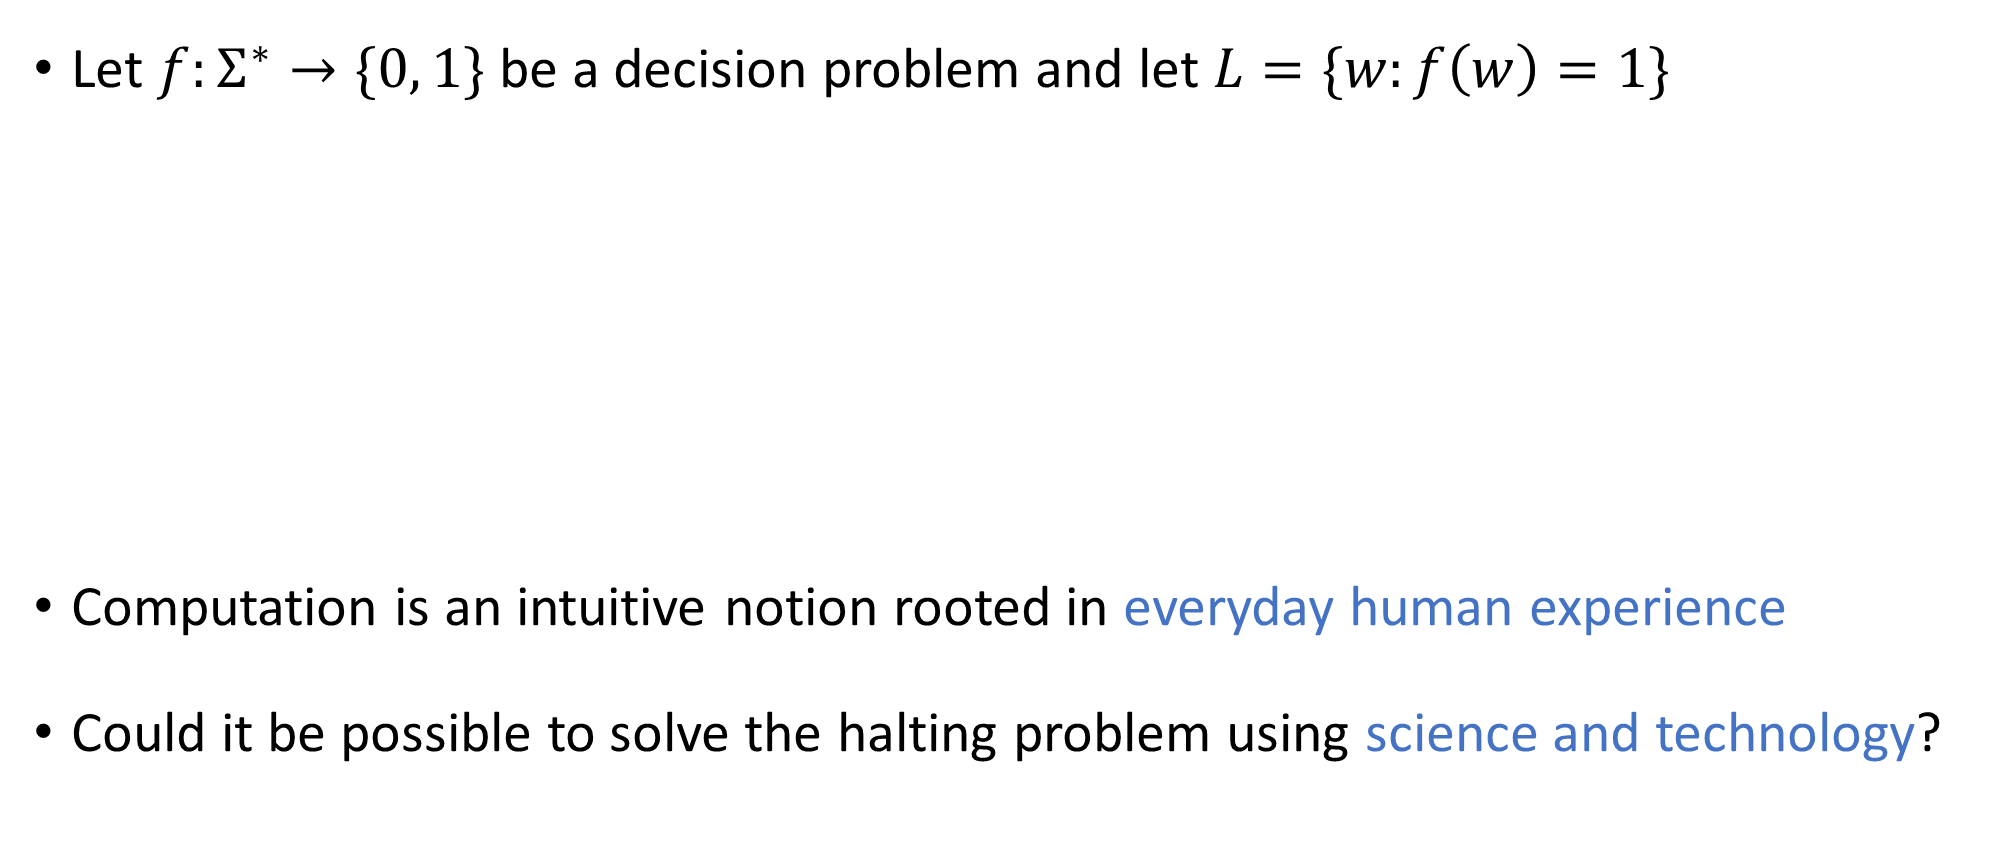 • Let 𝑓: Σ* → {0, 1} be a decision problem and let 𝐿 = {𝑤: 𝑓(𝑤) = 1}
• Computation is an intuitive notion rooted in everyday human experience
• Could it be possible to solve the halting problem using science and technology?